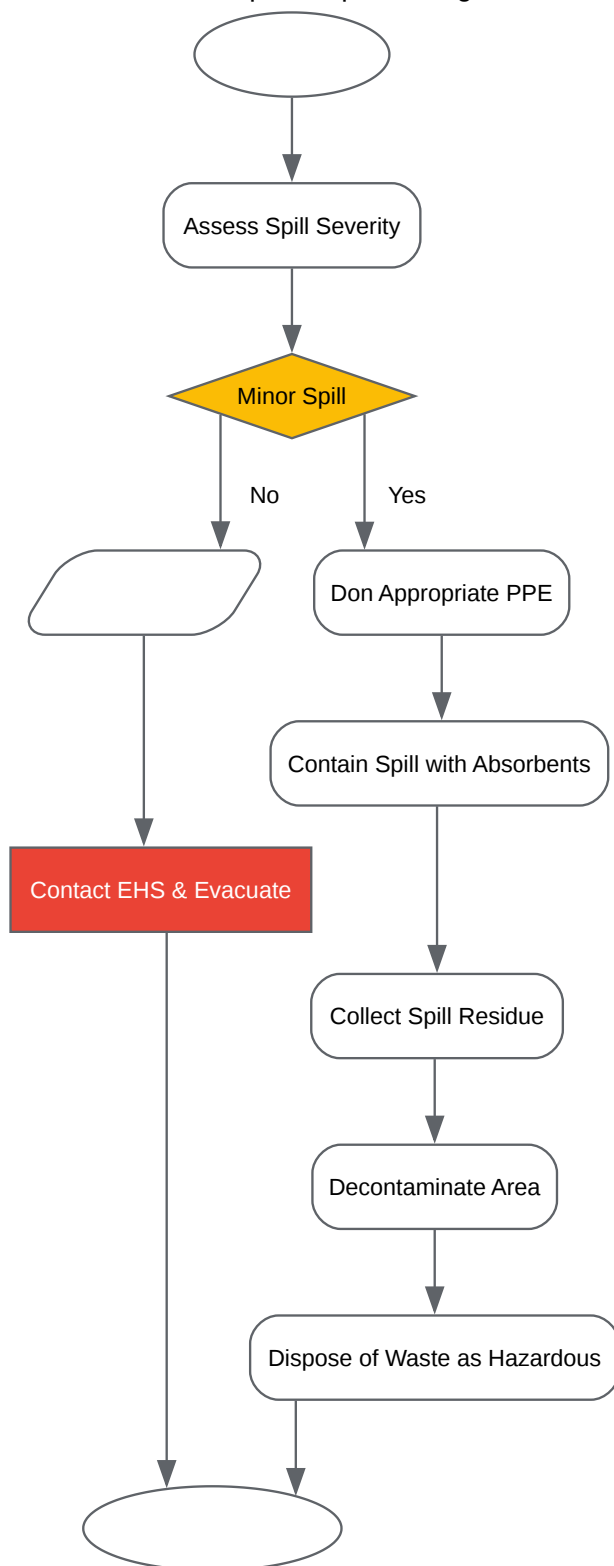 Assess Spill Severity
Minor Spill
No
Yes
Don Appropriate PPE
Contain Spill with Absorbents
Contact EHS & Evacuate
Collect Spill Residue
Decontaminate Area
Dispose of Waste as Hazardous